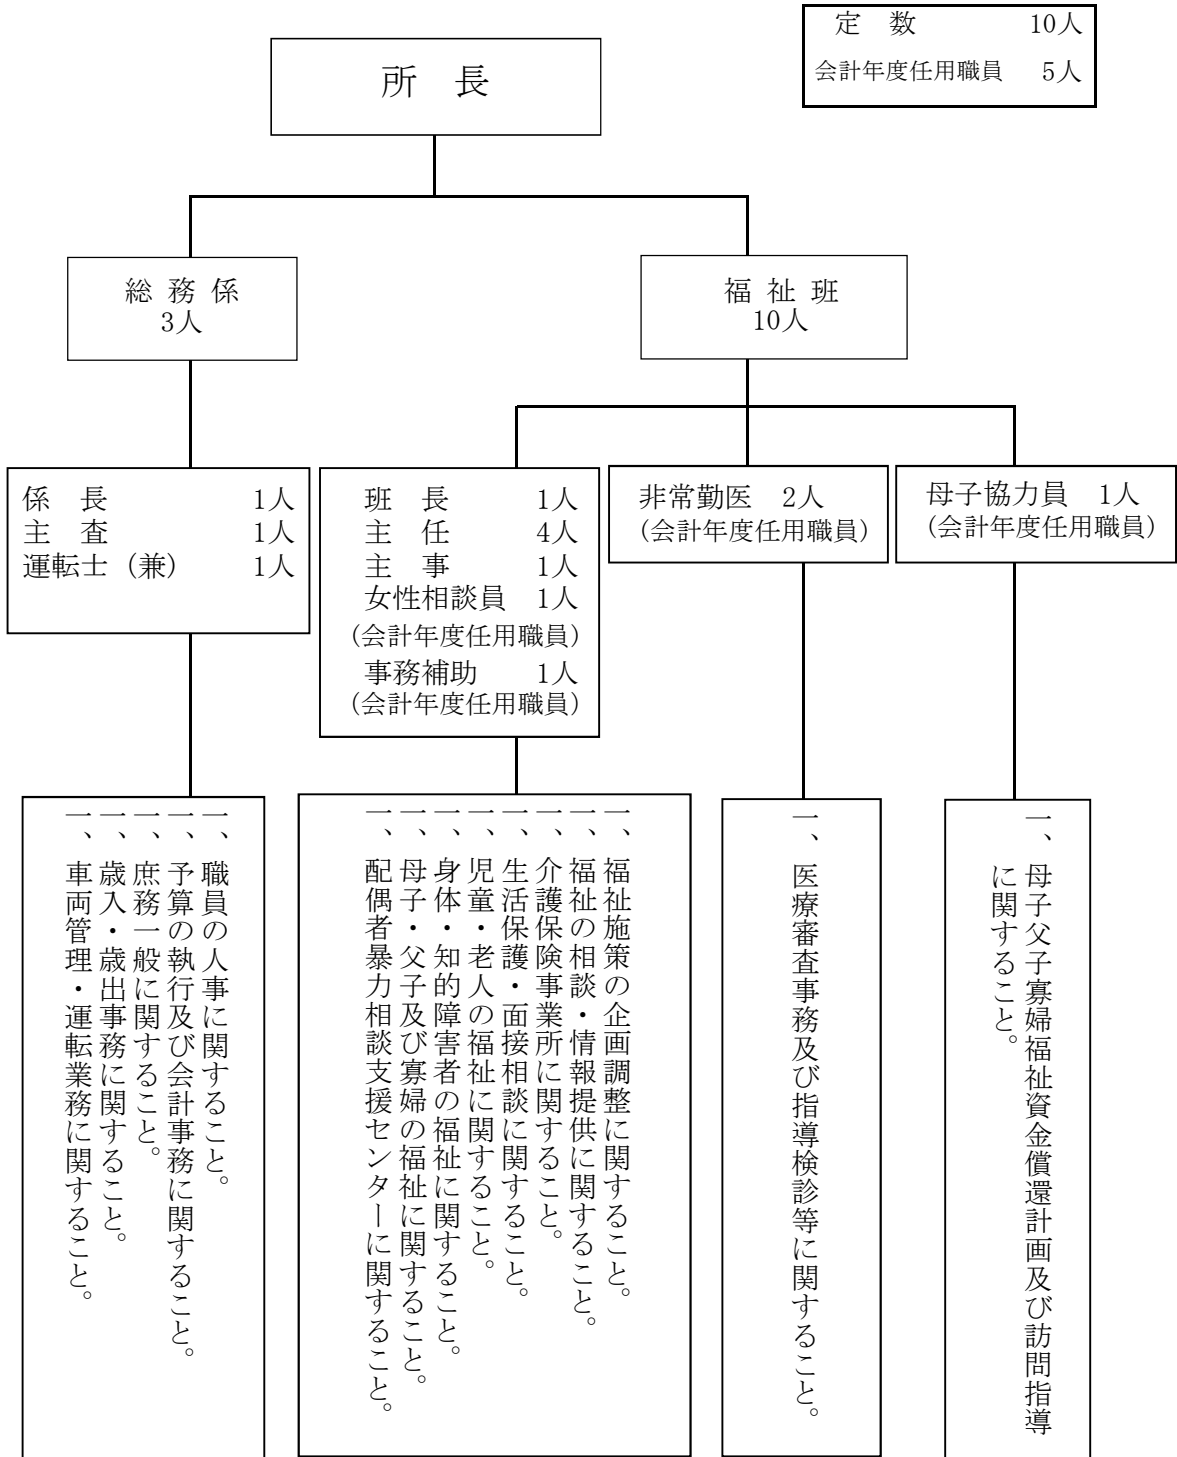 定　数　10人
会計年度任用職員　5人
所　長
総 務 係
3人
福 祉 班
10人
係　長　1人
主　査　1人
運転士（兼）　1人
班　長　1人
主　任　4人
主　事　1人
女性相談員　1人
(会計年度任用職員)
事務補助　1人
(会計年度任用職員)
非常勤医　2人
(会計年度任用職員)
母子協力員　1人
(会計年度任用職員)
一、職員の人事に関すること。
一、予算の執行及び会計事務に関すること。
一、庶務一般に関すること。
一、歳入・歳出事務に関すること。
一、車両管理・運転業務に関すること。
一、福祉施策の企画調整に関すること。
一、福祉の相談・情報提供に関すること。
一、介護保険事業所に関すること。
一、生活保護・面接相談に関すること。
一、児童・老人の福祉に関すること。
一、身体・知的障害者の福祉に関すること。
一、母子・父子及び寡婦の福祉に関すること。
一、配偶者暴力相談支援センターに関すること。
一、医療審査事務及び指導検診等に関すること。
一、母子父子寡婦福祉資金償還計画及び訪問指導
に関すること。